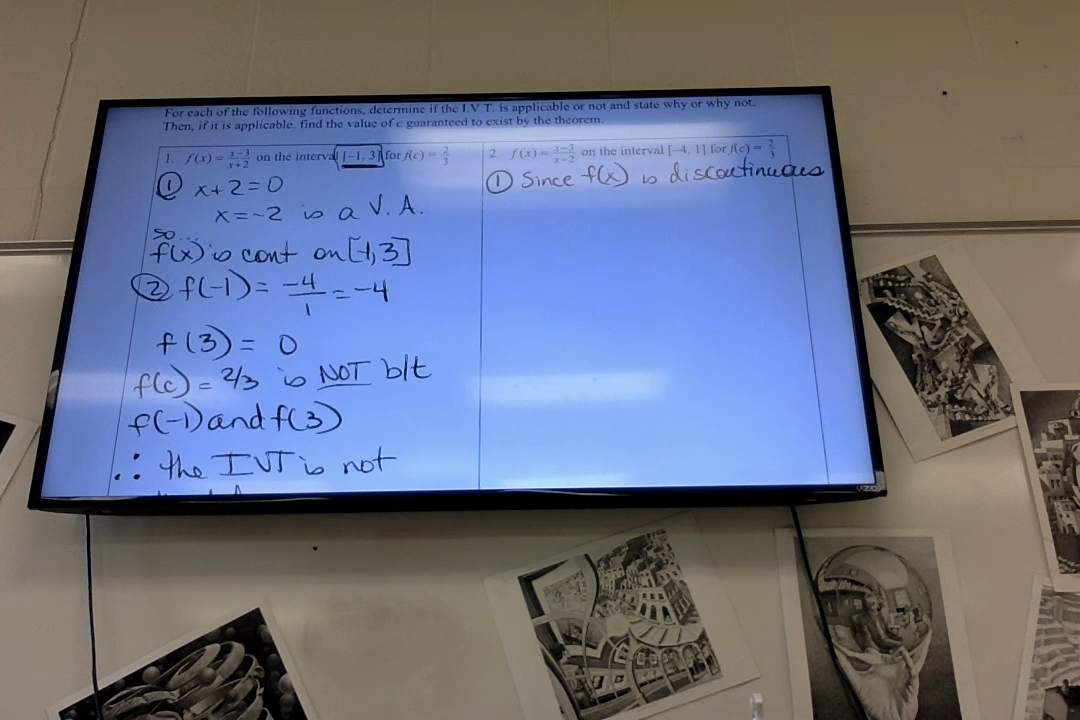 For each of the following functions, determine if the I.V.T. is applicable or not and state why or why not.
Then, if it is applicable, find the value of c guaranteed to exist by the theorem.
1. f(x) = x-3/x+2 on the interval [-1, 3] for f(c) = 2/3
① x+2=0
x=-2 is a V.A.
so...
f(x) is cont on [-1,3]
② f(-1) = -4/1 = -4
f(3) = 0
f(c) = 2/3 is NOT b/t
f(-1) and f(3)
∴ the IVT is not
2. f(x) = x-3/x+2 on the interval [-4, 1] for f(c) = 2/3
① Since f(x) is discontinuous